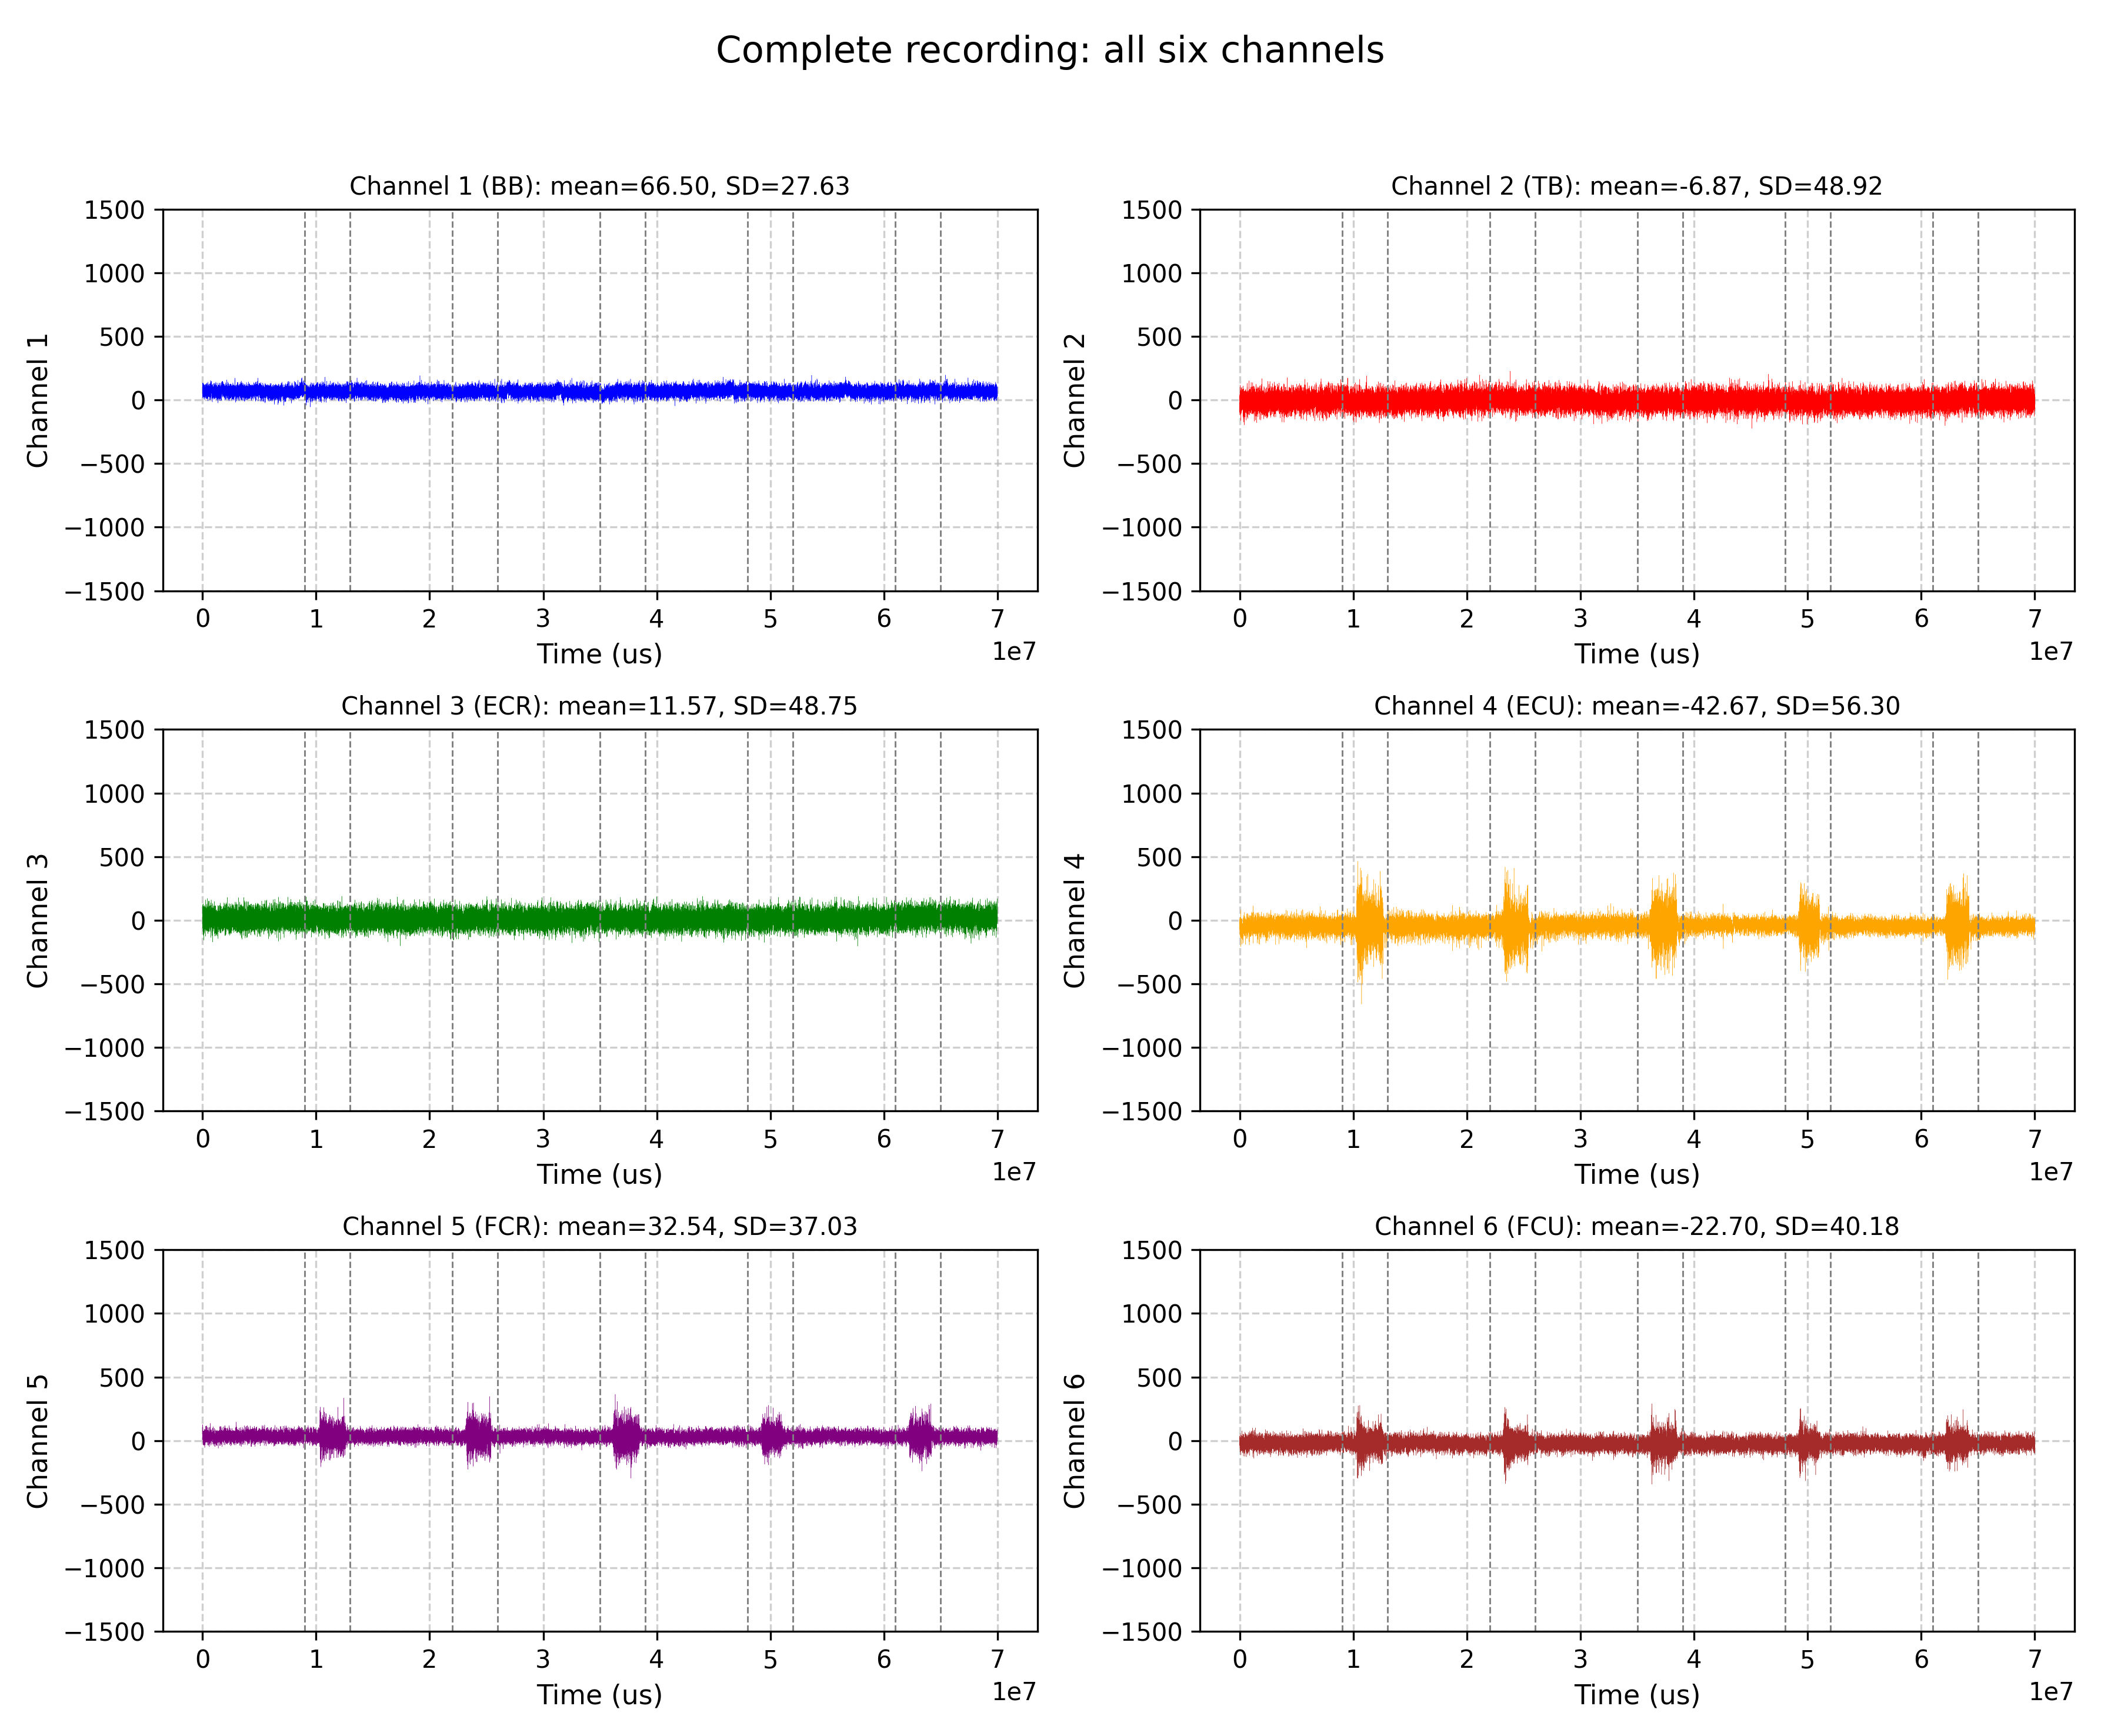 Complete recording: all six channels
Channel 1 (BB): mean=66.50, SD=27.63
1500
1000
500
0
−500
−1000
−1500
Channel 1
0 1 2 3 4 5 6 7
Time (us)
1e7
Channel 2 (TB): mean=-6.87, SD=48.92
1500
1000
500
0
−500
−1000
−1500
Channel 2
0 1 2 3 4 5 6 7
Time (us)
1e7
Channel 3 (ECR): mean=11.57, SD=48.75
1500
1000
500
0
−500
−1000
−1500
Channel 3
0 1 2 3 4 5 6 7
Time (us)
1e7
Channel 4 (ECU): mean=-42.67, SD=56.30
1500
1000
500
0
−500
−1000
−1500
Channel 4
0 1 2 3 4 5 6 7
Time (us)
1e7
Channel 5 (FCR): mean=32.54, SD=37.03
1500
1000
500
0
−500
−1000
−1500
Channel 5
0 1 2 3 4 5 6 7
Time (us)
1e7
Channel 6 (FCU): mean=-22.70, SD=40.18
1500
1000
500
0
−500
−1000
−1500
Channel 6
0 1 2 3 4 5 6 7
Time (us)
1e7